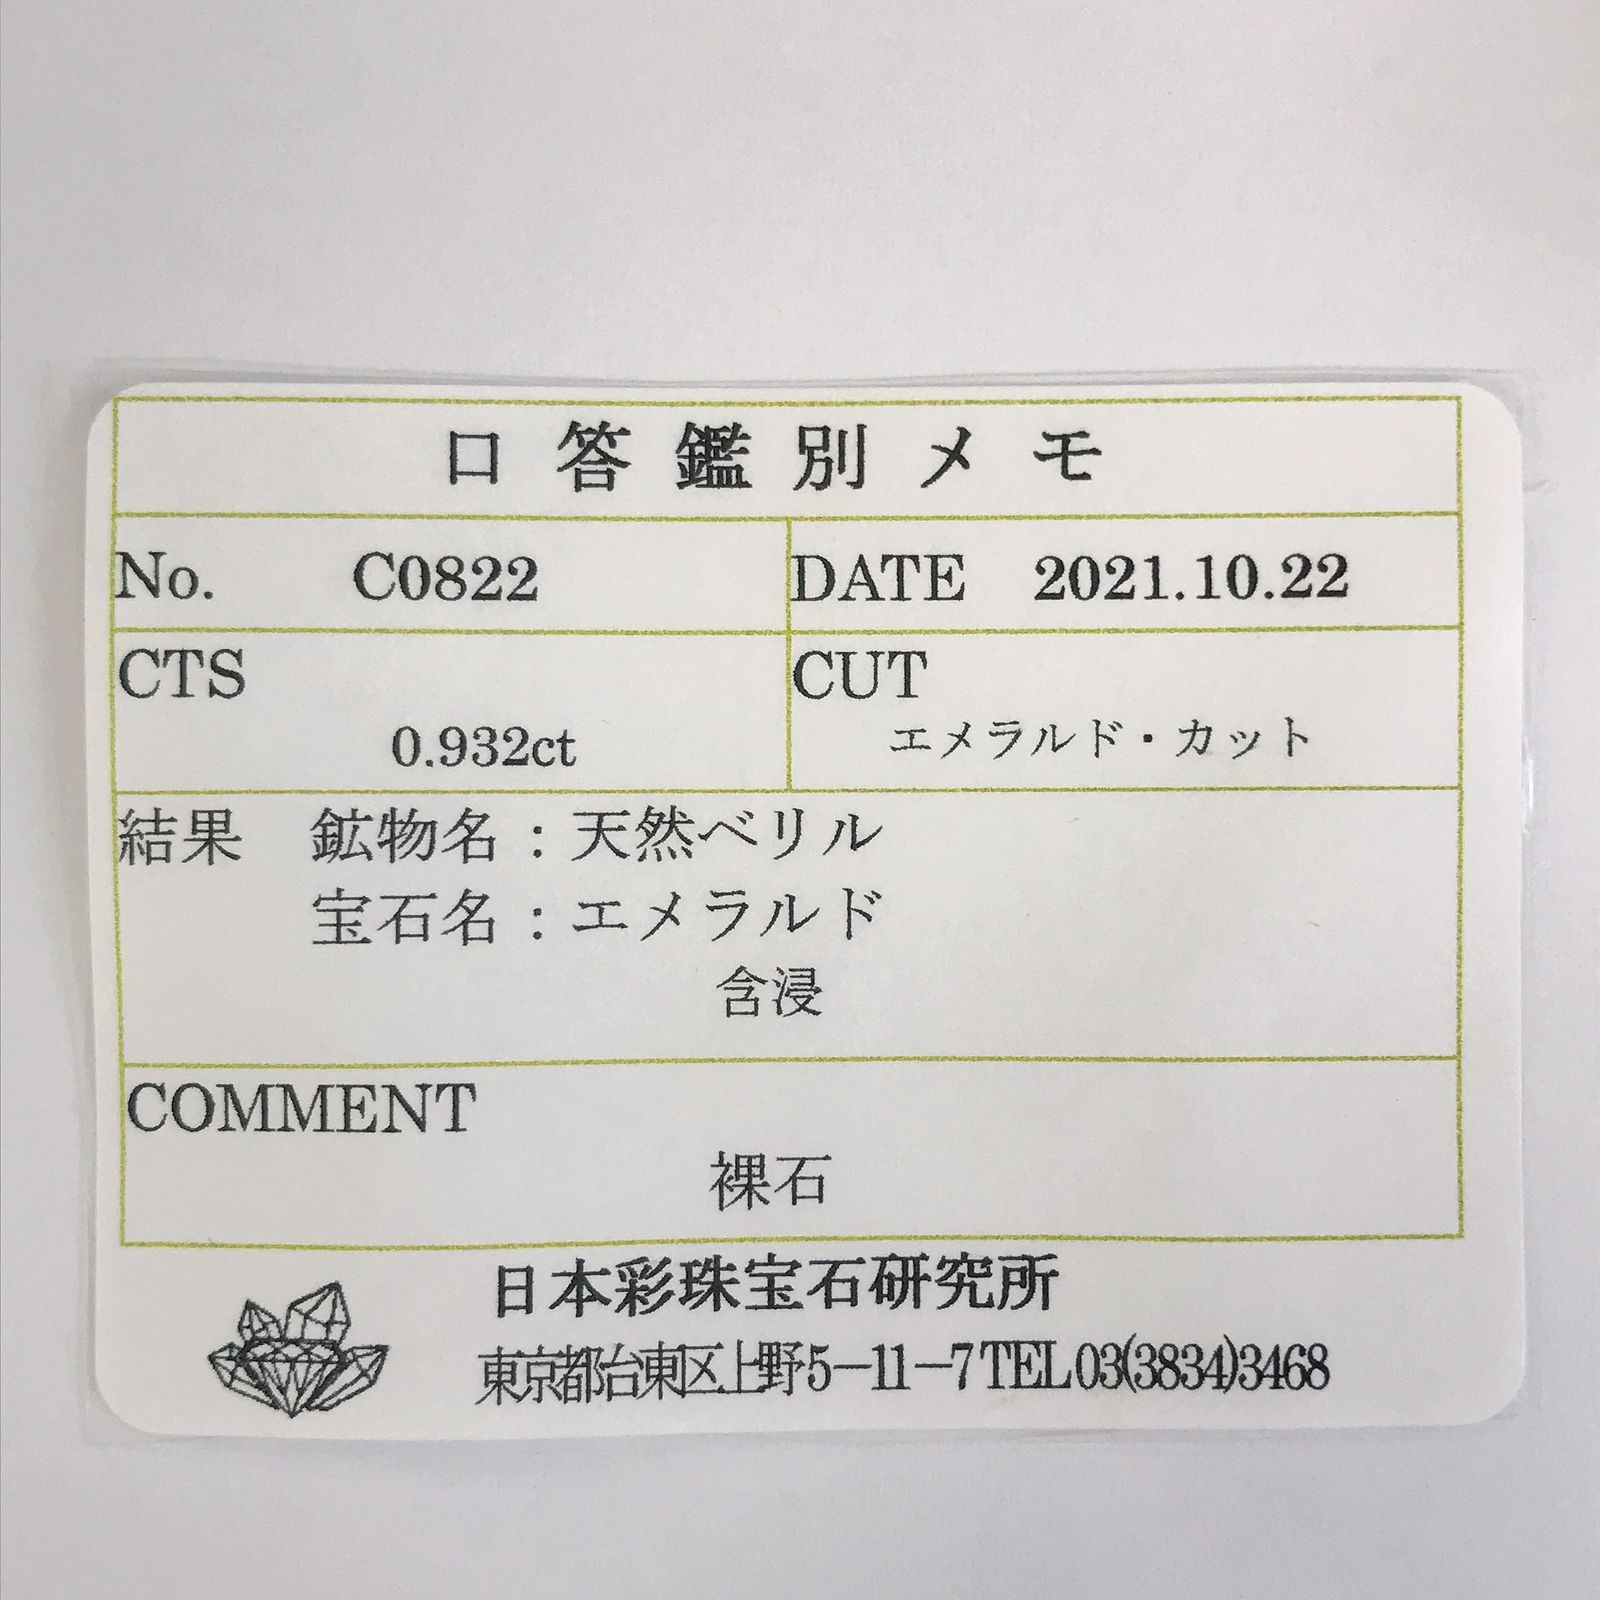 口答鑑別メモ
No. C0822 DATE 2021.10.22
CTS CUT
0.932ct エメラルド・カット
結果 鉱物名：天然ベリル
宝石名：エメラルド
含浸
COMMENT
裸石
日本彩珠宝石研究所
東京都台東区上野5－11－7 TEL 03(3834)3468